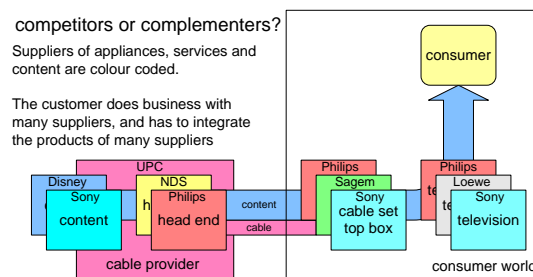 competitors or complementers?
Suppliers of appliances, services and
content are colour coded.
The customer does business with
many suppliers, and has to integrate
the products of many suppliers
consumer
UPC
Disney
NDS
Sony
Philips
content
head end
content
cable
cable provider
Philips
Sagem
Sony
cable set
top box
Philips
Loewe
Sony
television
consumer world